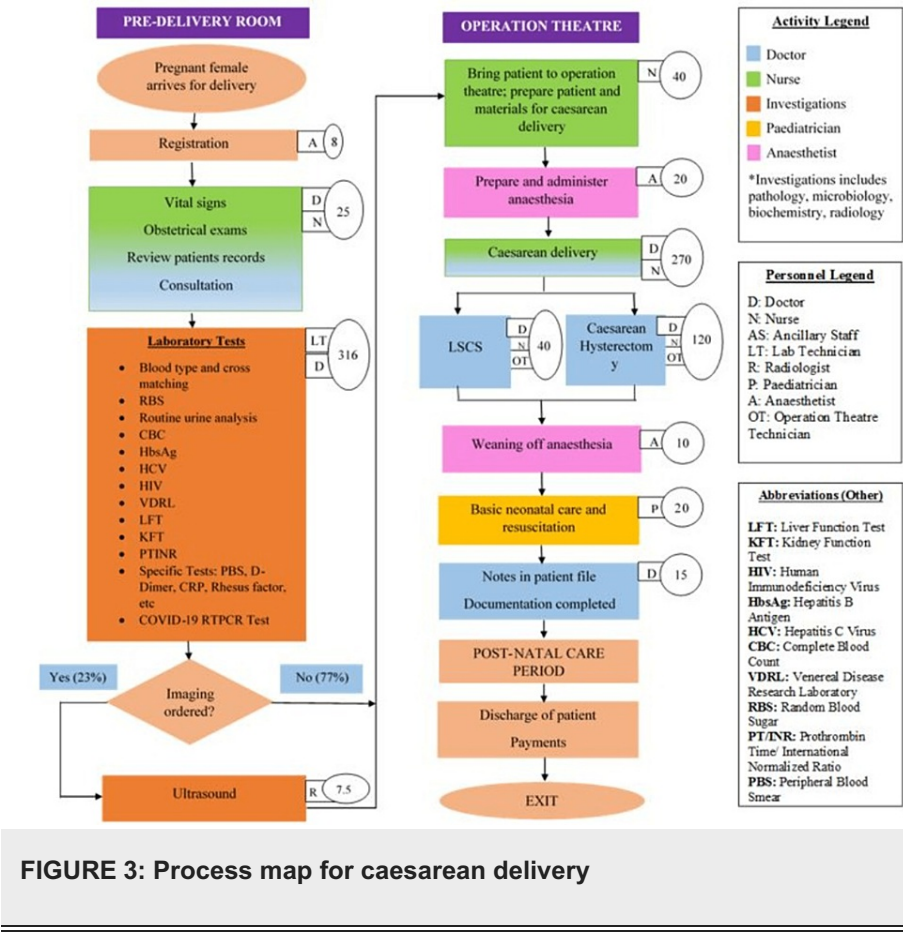 PRE-DELIVERY ROOM
Pregnant female
arrives for delivery
Registration
A
8
Vital signs
Obstetrical exams
Review patients records
Consultation
D
N
25
Laboratory Tests
• Blood type and cross
matching
• RBS
• Routine urine analysis
• CBC
• HbsAg
• HCV
• HIV
• VDRL
• LFT
• KFT
• PTINR
• Specific Tests: PBS, D-
Dimer, CRP, Rhesus factor,
etc
• COVID-19 RTPCR Test
LT
D
316
Yes (23%)
Imaging
ordered?
No (77%)
Ultrasound
R
7.5
OPERATION THEATRE
Bring patient to operation
theatre; prepare patient and
materials for caesarean
delivery
N
40
Prepare and administer
anaesthesia
A
20
Caesarean delivery
D
N
270
LSCS
D
N
OT
40
Caesarean
Hysterectom
y
D
N
OT
120
Weaning off anaesthesia
A
10
Basic neonatal care and
resuscitation
P
20
Notes in patient file
Documentation completed
D
15
POST-NATAL CARE
PERIOD
Discharge of patient
Payments
EXIT
Activity Legend
Doctor
Nurse
Investigations
Paediatrician
Anaesthetist
*Investigations includes
pathology, microbiology,
biochemistry, radiology
Personnel Legend
D: Doctor
N: Nurse
AS: Ancillary Staff
LT: Lab Technician
R: Radiologist
P: Paediatrician
A: Anaesthetist
OT: Operation Theatre
Technician
Abbreviations (Other)
LFT: Liver Function Test
KFT: Kidney Function
Test
HIV: Human
Immunodeficiency Virus
HbsAg: Hepatitis B
Antigen
HCV: Hepatitis C Virus
CBC: Complete Blood
Count
VDRL: Venereal Disease
Research Laboratory
RBS: Random Blood
Sugar
PT/INR: Prothrombin
Time/ International
Normalized Ratio
PBS: Peripheral Blood
Smear
FIGURE 3: Process map for caesarean delivery